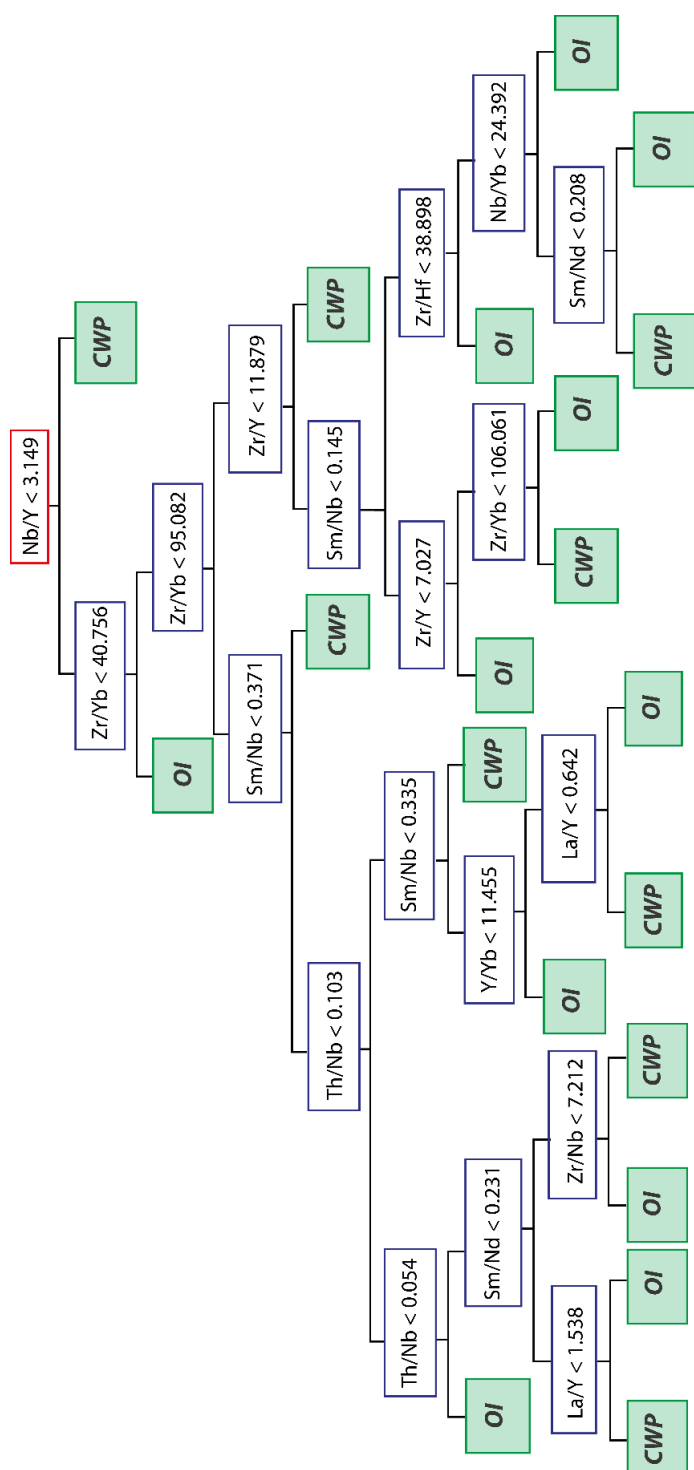 Nb/Y < 3.149
Zr/Yb < 40.756
CWP
OI
Zr/Yb < 95.082
Sm/Nb < 0.371
Zr/Y < 11.879
Th/Nb < 0.103
CWP
Sm/Nb < 0.145
CWP
Th/Nb < 0.054
Sm/Nb < 0.335
Zr/Y < 7.027
Zr/Hf < 38.898
OI
Sm/Nd < 0.231
Y/Yb < 11.455
CWP
OI
Zr/Yb < 106.061
OI
Nb/Yb < 24.392
La/Y < 1.538
Zr/Nb < 7.212
OI
La/Y < 0.642
CWP
OI
Sm/Nd < 0.208
OI
CWP
OI
OI
CWP
CWP
OI
CWP
OI